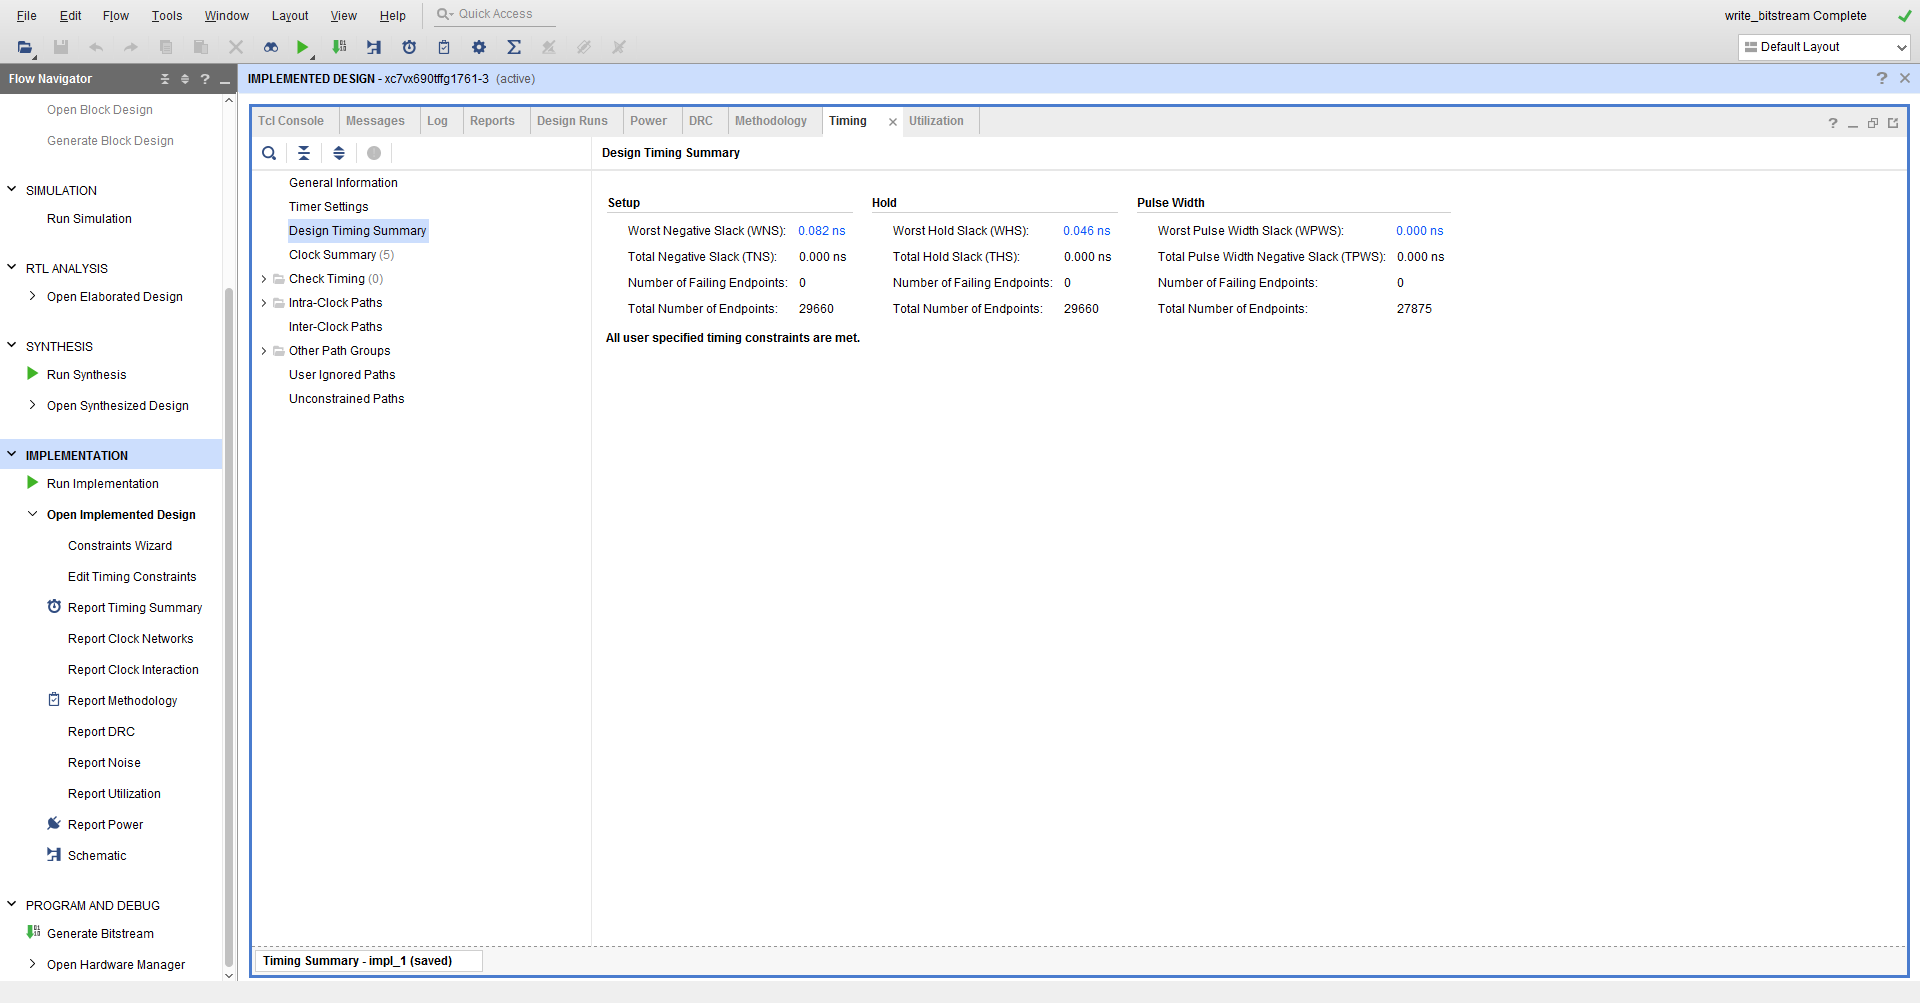 File Edit Flow Tools Window Layout View Help Quick Access write_bitstream Complete
Default Layout
Flow Navigator ? _
IMPLEMENTED DESIGN - xc7vx690tffg1761-3 (active) ?
Open Block Design
Generate Block Design
SIMULATION
Run Simulation
RTL ANALYSIS
Open Elaborated Design
SYNTHESIS
Run Synthesis
Open Synthesized Design
IMPLEMENTATION
Run Implementation
Open Implemented Design
Constraints Wizard
Edit Timing Constraints
Report Timing Summary
Report Clock Networks
Report Clock Interaction
Report Methodology
Report DRC
Report Noise
Report Utilization
Report Power
Schematic
PROGRAM AND DEBUG
Generate Bitstream
Open Hardware Manager
Tcl Console Messages Log Reports Design Runs Power DRC Methodology Timing Utilization ?
General Information
Timer Settings
Design Timing Summary
Clock Summary (5)
Check Timing (0)
Intra-Clock Paths
Inter-Clock Paths
Other Path Groups
User Ignored Paths
Unconstrained Paths
Design Timing Summary
Setup Hold Pulse Width
Worst Negative Slack (WNS): 0.082 ns Worst Hold Slack (WHS): 0.046 ns Worst Pulse Width Slack (WPWS): 0.000 ns
Total Negative Slack (TNS): 0.000 ns Total Hold Slack (THS): 0.000 ns Total Pulse Width Negative Slack (TPWS): 0.000 ns
Number of Failing Endpoints: 0 Number of Failing Endpoints: 0 Number of Failing Endpoints: 0
Total Number of Endpoints: 29660 Total Number of Endpoints: 29660 Total Number of Endpoints: 27875
All user specified timing constraints are met.
Timing Summary - impl_1 (saved)